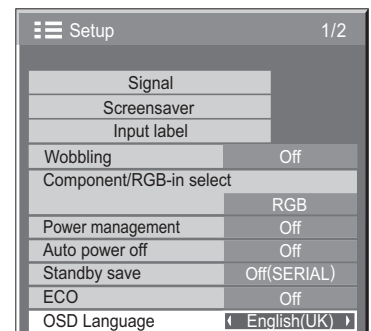 Setup 1/2
Signal
Screensaver
Input label
Wobbling Off
Component/RGB-in select
RGB
Power management Off
Auto power off Off
Standby save Off(SERIAL)
ECO Off
OSD Language English(UK)